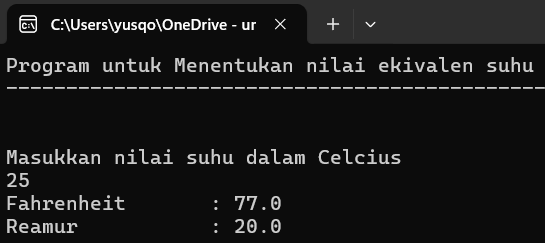 C:\Users\yusqo\OneDrive - ur
Program untuk Menentukan nilai ekivalen suhu
--------------------------------------------
Masukkan nilai suhu dalam Celcius
25
Fahrenheit : 77.0
Reamur : 20.0